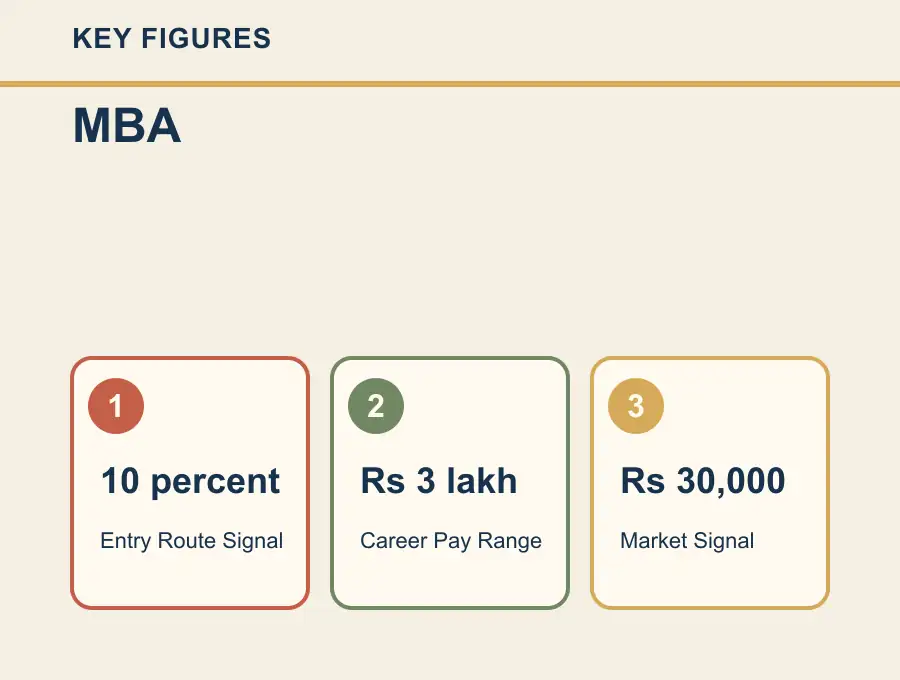 KEY FIGURES
MBA
1
10 percent
Entry Route Signal
2
Rs 3 lakh
Career Pay Range
3
Rs 30,000
Market Signal